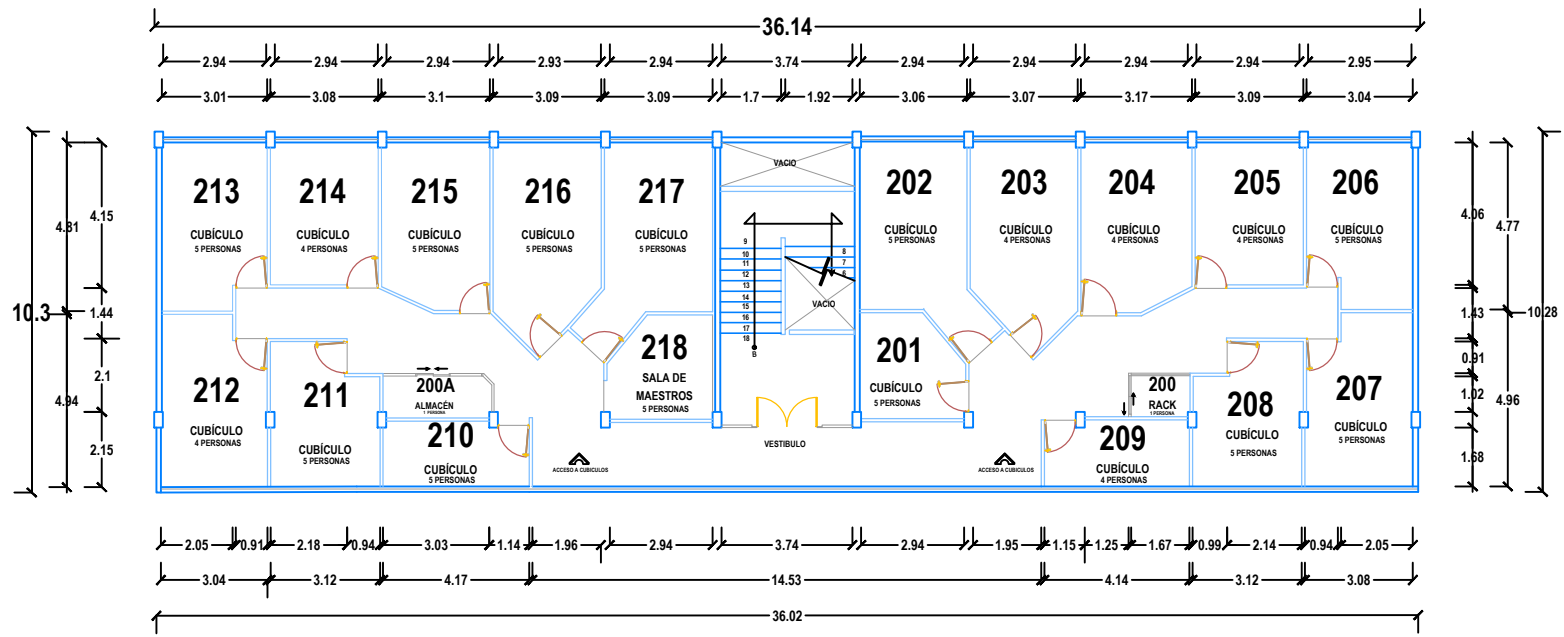 36.14
2.94 2.94 2.94 2.93 2.94 3.74 2.94 2.94 2.94 2.94 2.95
3.01 3.08 3.1 3.09 3.09 1.7 1.92 3.06 3.07 3.17 3.09 3.04
10.3
4.81
4.94
4.15
1.44
2.1
2.15
213
CUBÍCULO
5 PERSONAS
214
CUBÍCULO
4 PERSONAS
215
CUBÍCULO
5 PERSONAS
216
CUBÍCULO
5 PERSONAS
217
CUBÍCULO
5 PERSONAS
VACIO
9
10
11
12
13
14
15
16
17
18
B
8
7
6
VACIO
202
CUBÍCULO
5 PERSONAS
203
CUBÍCULO
4 PERSONAS
204
CUBÍCULO
4 PERSONAS
205
CUBÍCULO
4 PERSONAS
206
CUBÍCULO
5 PERSONAS
212
CUBÍCULO
4 PERSONAS
211
CUBÍCULO
5 PERSONAS
200A
ALMACÉN
1 PERSONA
210
CUBÍCULO
5 PERSONAS
218
SALA DE
MAESTROS
5 PERSONAS
ACCESO A CUBICULOS
VESTIBULO
201
CUBÍCULO
5 PERSONAS
ACCESO A CUBICULOS
200
RACK
1 PERSONA
209
CUBÍCULO
4 PERSONAS
208
CUBÍCULO
5 PERSONAS
207
CUBÍCULO
5 PERSONAS
4.06
1.43
0.91
1.02
1.68
4.77
4.96
10.28
2.05 0.91 2.18 0.94 3.03 1.14 1.96 2.94 3.74 2.94 1.95 1.15 1.25 1.67 0.99 2.14 0.94 2.05
3.04 3.12 4.17 14.53 4.14 3.12 3.08
36.02